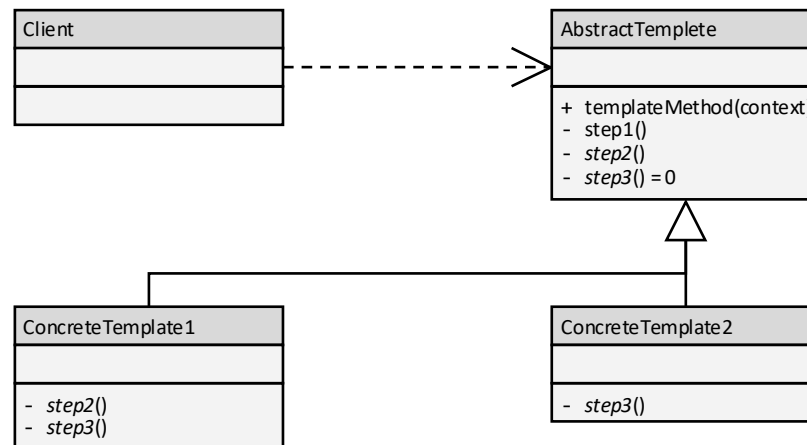 Client
AbstractTemplete
+ templateMethod(context
- step1()
- step2()
- step3() = 0
ConcreteTemplate1
- step2()
- step3()
ConcreteTemplate2
- step3()